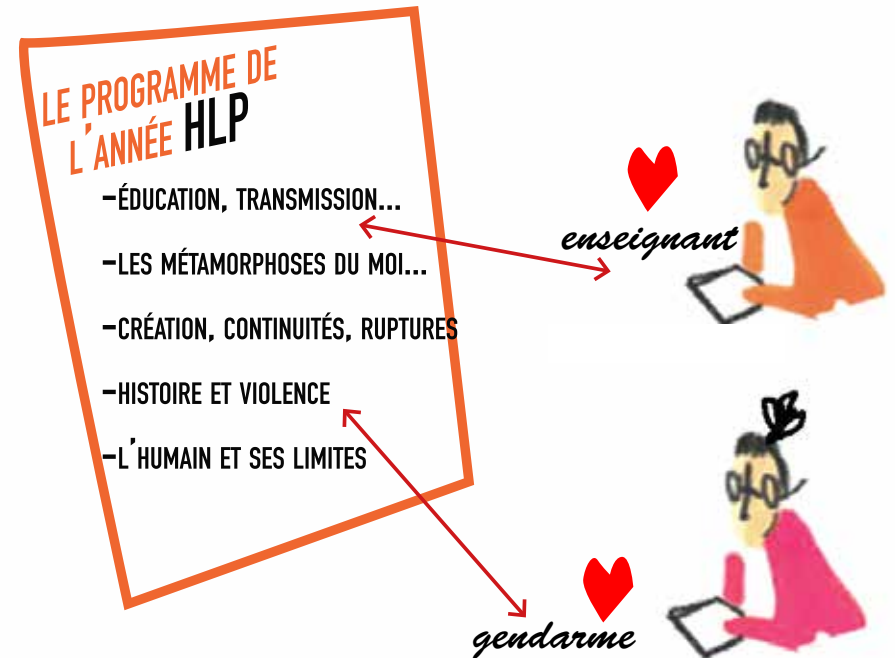 LE PROGRAMME DE
L'ANNÉE HLP
-ÉDUCATION, TRANSMISSION...
-LES MÉTAMORPHOSES DU MOI...
-CRÉATION, CONTINUITÉS, RUPTURES
-HISTOIRE ET VIOLENCE
-L'HUMAIN ET SES LIMITES
enseignant
gendarme